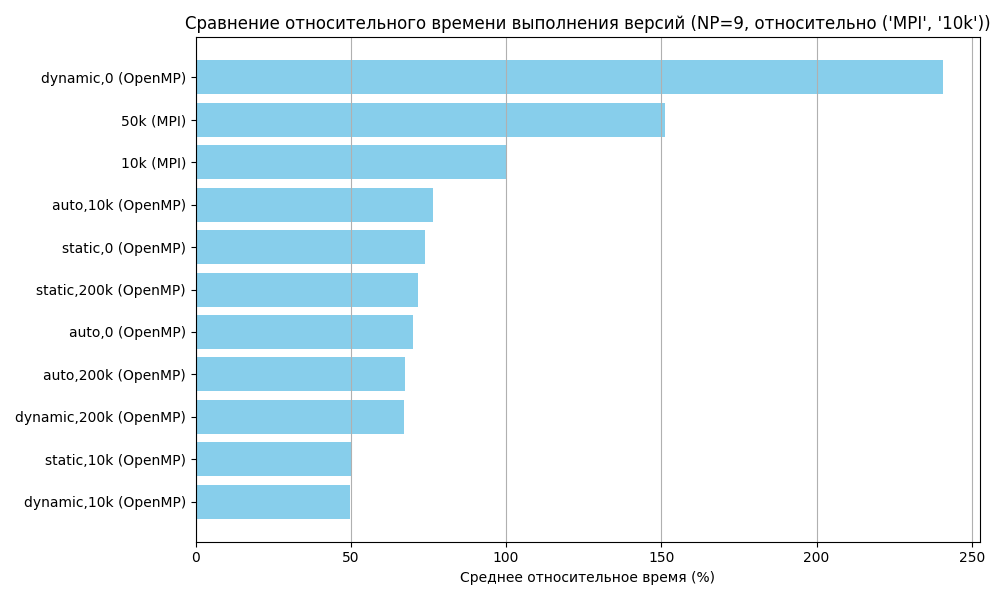 Сравнение относительного времени выполнения версий (NP=9, относительно ('MPI', '10k'))
dynamic,0 (OpenMP)
50k (MPI)
10k (MPI)
auto,10k (OpenMP)
static,0 (OpenMP)
static,200k (OpenMP)
auto,0 (OpenMP)
auto,200k (OpenMP)
dynamic,200k (OpenMP)
static,10k (OpenMP)
dynamic,10k (OpenMP)
0 50 100 150 200 250
Среднее относительное время (%)